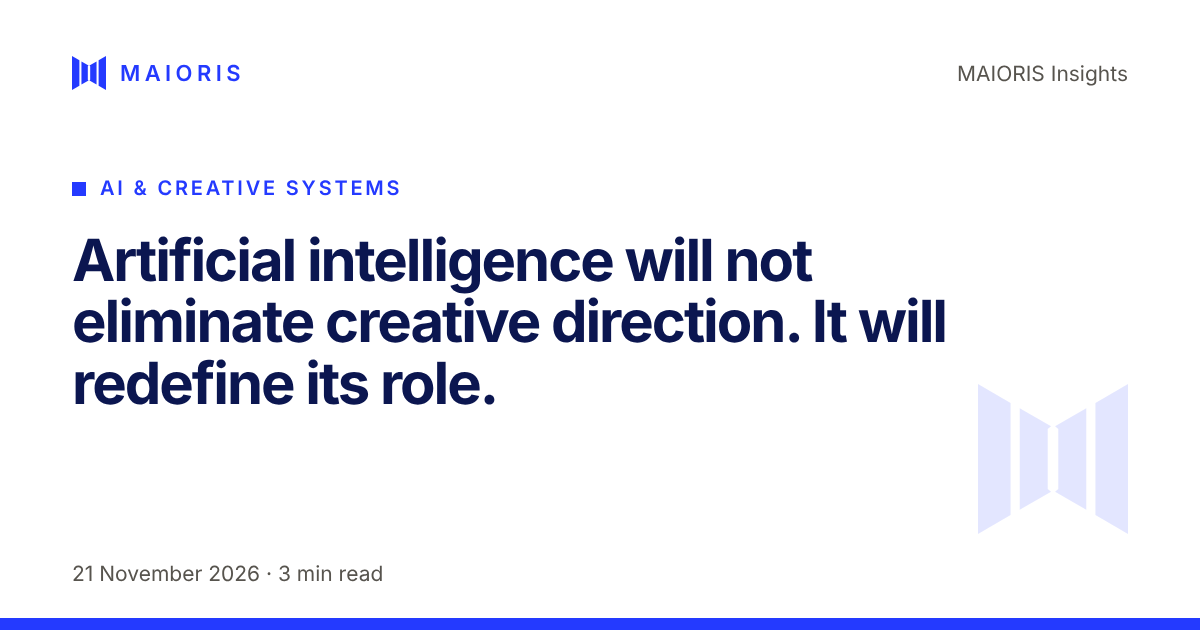 MAIORIS
MAIORIS Insights
AI & CREATIVE SYSTEMS
Artificial intelligence will not
eliminate creative direction. It will
redefine its role.
21 November 2026 · 3 min read